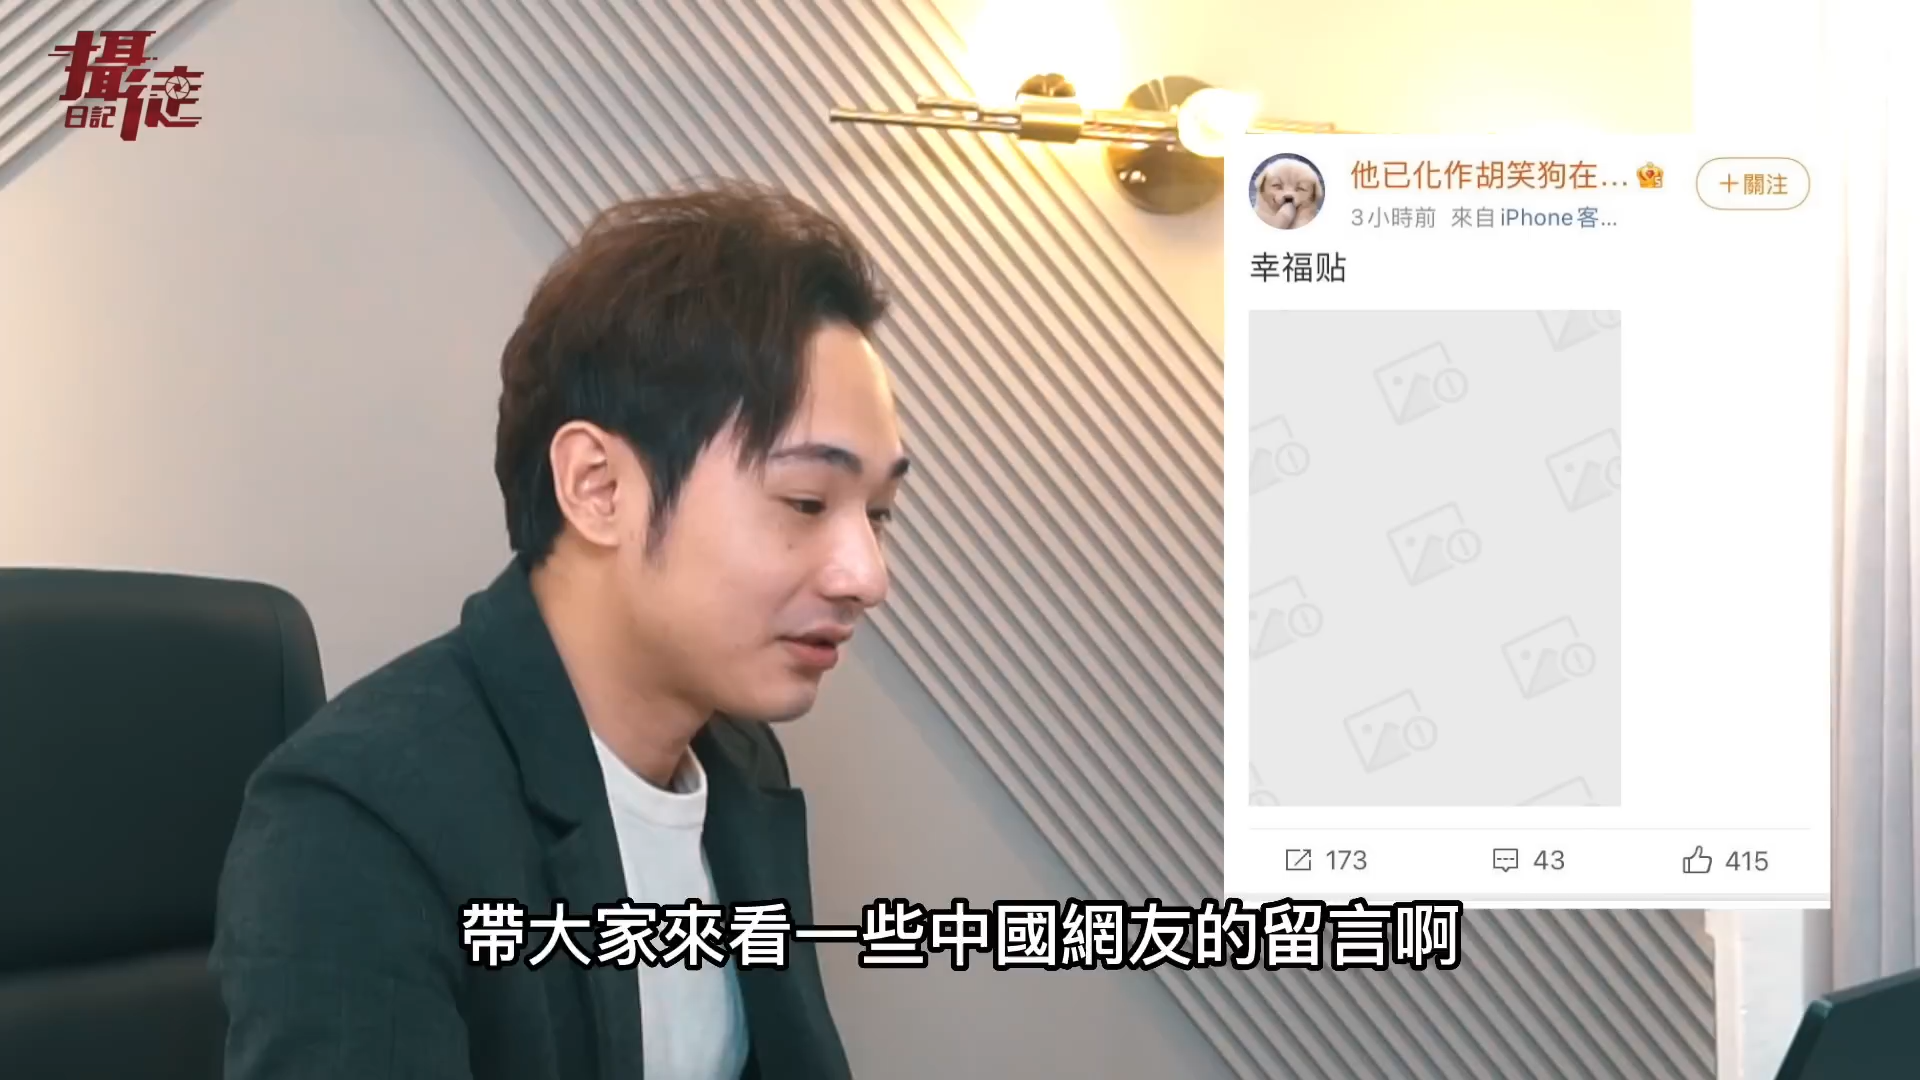 攝徒
日記
他已化作胡笑狗在...
3小時前 來自 iPhone客...
＋關注
幸福贴
173
43
415
帶大家來看一些中國網友的留言啊